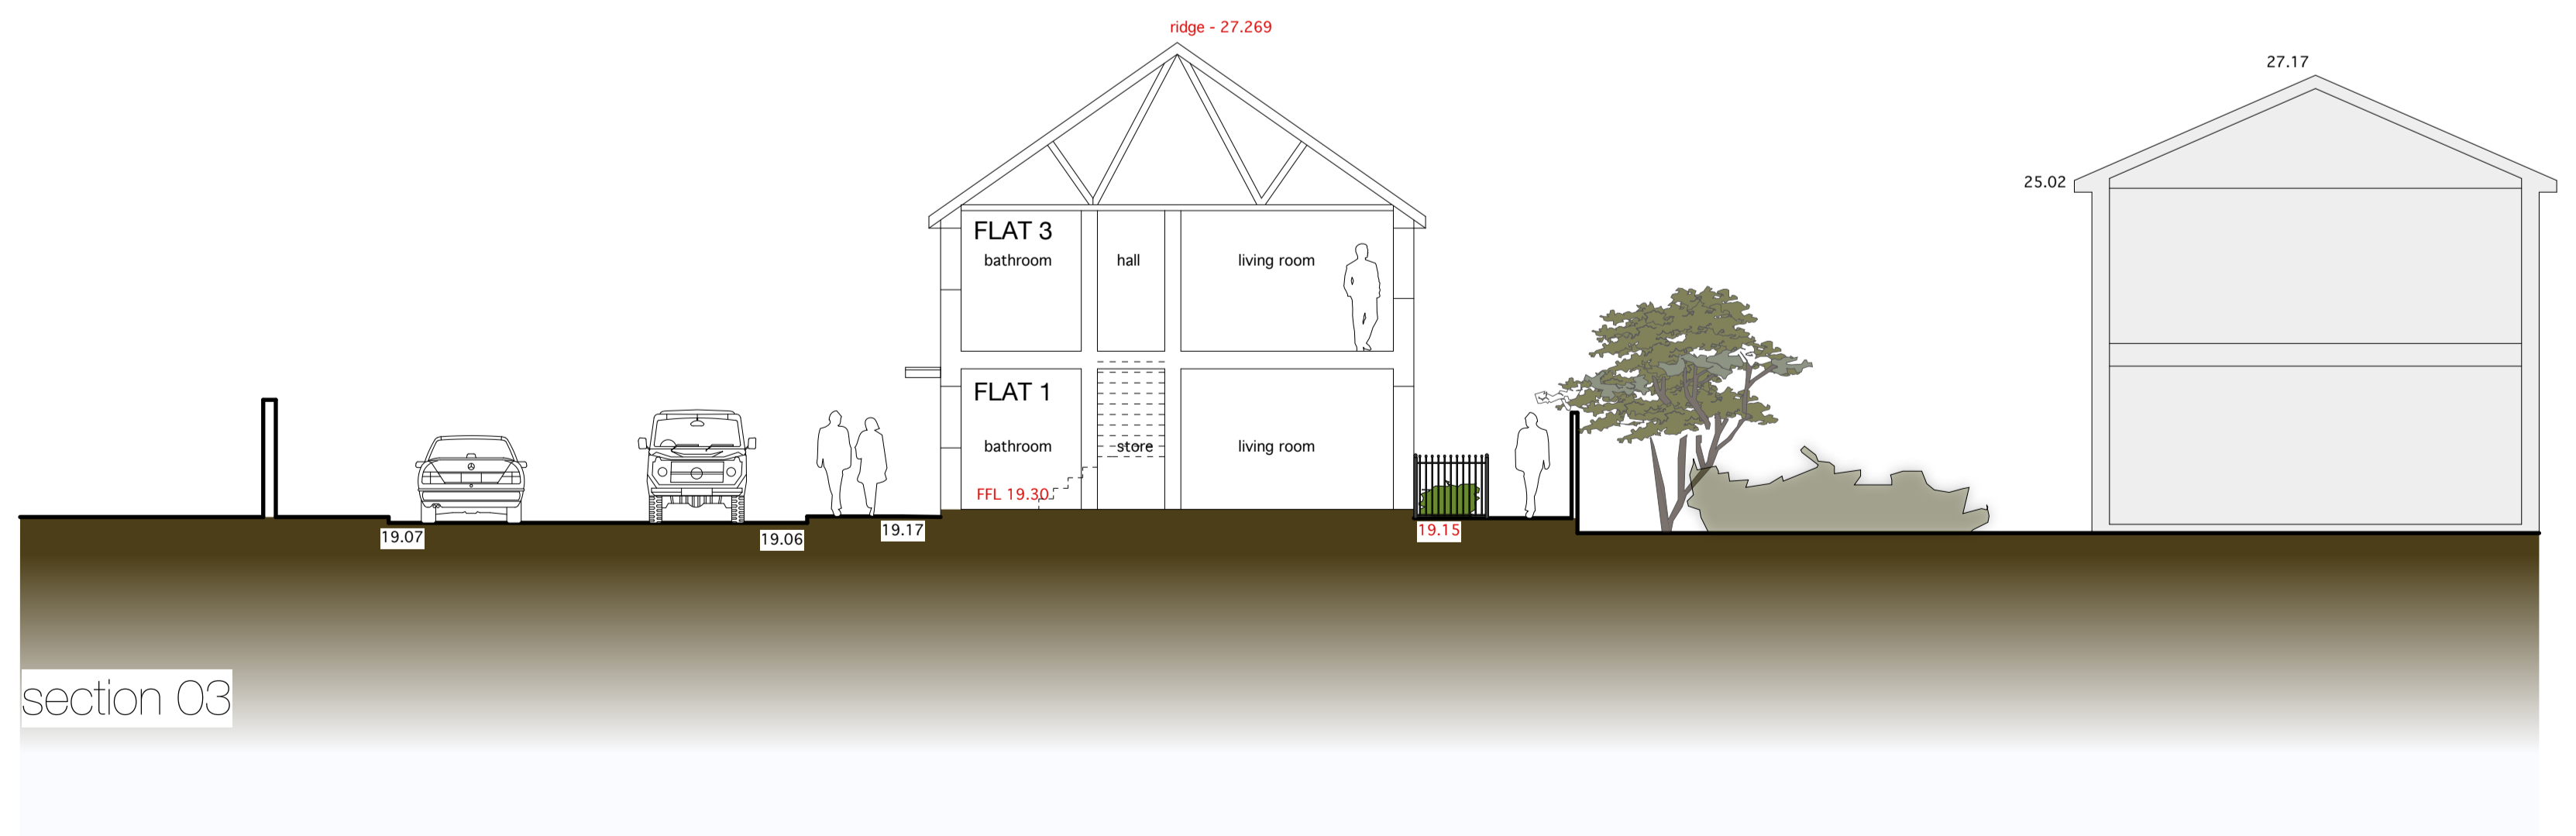 ridge - 27.269
27.17
25.02
FLAT 3
bathroom
hall
living room
FLAT 1
bathroom
store
living room
FFL 19.30
19.07
19.06
19.17
19.15
section 03